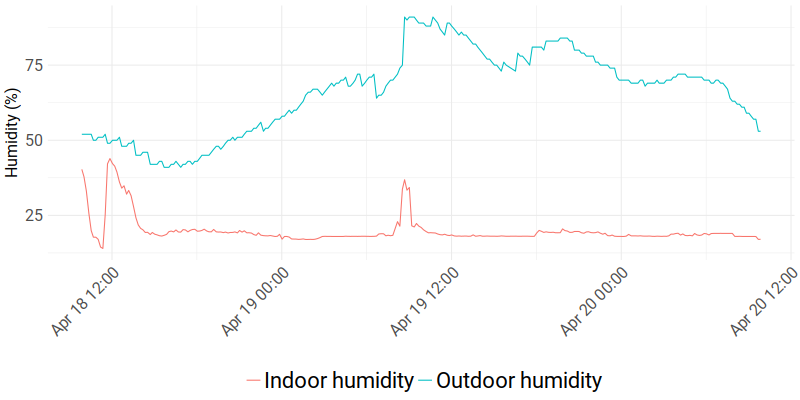 Humidity (%)
75
50
25
Apr 18 12:00
Apr 19 00:00
Apr 19 12:00
Apr 20 00:00
Apr 20 12:00
Indoor humidity
Outdoor humidity